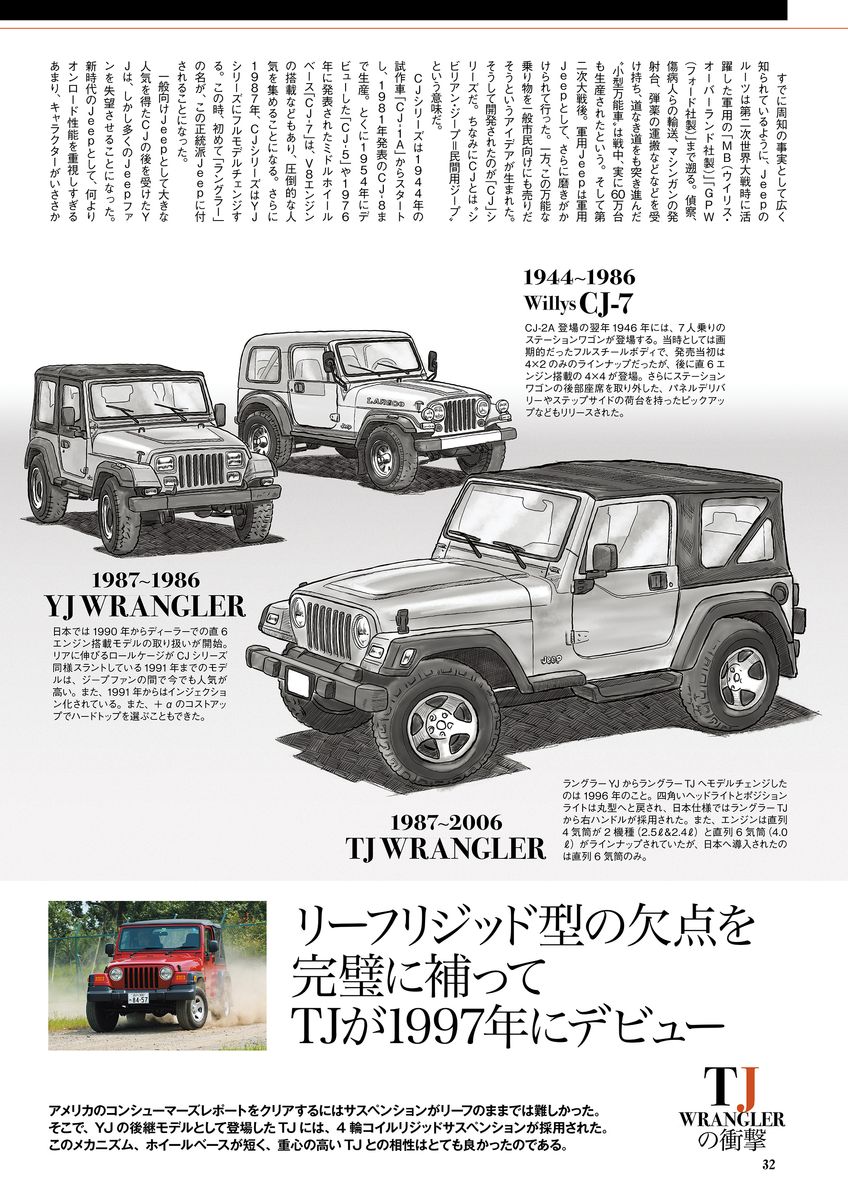 すでに周知の事実として広く
知られているように、Jeepの
ルーツは第二次世界大戦時に活
躍した軍用の「MB（ウイリス・
オーバーランド社製）」「GPW
（フォード社製）」まで遡る。偵察、
傷病人らの輸送、マシンガンの発
射台、弾薬の運搬などなどを受
け持ち、道なき道をも突き進んだ
“小型万能車”は戦中、実に60万台
も生産されたという。そして第
二次大戦後。軍用Jeepは軍用
Jeepとして、さらに磨きがか
けられて行った。一方、この万能な
乗り物を一般市民向けにも売りだ
そうというアイデアが生まれた。
そうして開発されたのが「CJ」シ
リーズだ。ちなみにCJとは“シ
ビリアン・ジープ＝民間用ジープ”
という意味だ。
CJシリーズは1944年の
試作車「CJ-1A」からスタート
し、1981年発表のCJ-8ま
で生産。とくに1954年にデ
ビューした「CJ-5」や1976
年に発表されたミドルホイール
ベース「CJ-7」は、V8エンジン
の搭載などもあり、圧倒的な人
気を集めることになる。さらに
1987年、CJシリーズはYJ
シリーズにフルモデルチェンジす
る。この時、初めて「ラングラー」
の名が、この正統派Jeepに付
されることになった。
一般向けJeepとして大きな
人気を得たCJの後を受けたY
Jは、しかし多くのJeepファ
ンを失望させることになった。
新時代のJeepとして、何より
オンロード性能を重視しすぎる
あまり、キャラクターがいささか
1944~1986
Willys CJ-7
CJ-2A 登場の翌年 1946 年には、7 人乗りの
ステーションワゴンが登場する。当時としては画
期的だったフルスチールボディで、発売当初は
4×2 のみのラインナップだったが、後に直 6 エ
ンジン搭載の 4×4 が登場。さらにステーション
ワゴンの後部座席を取り外した、パネルデリバ
リーやステップサイドの荷台を持ったピックアッ
プなどもリリースされた。
LAREDO
Jeep
1987~1986
YJ WRANGLER
日本では 1990 年からディーラーでの直 6
エンジン搭載モデルの取り扱いが開始。
リアに伸びるロールケージが CJ シリーズ
同様スラントしている 1991 年までのモデ
ルは、ジープファンの間で今でも人気が
高い。また、1991 年からはインジェクション
化されている。また、＋αのコストアッ
プでハードトップを選ぶこともできた。
Jeep
1987~2006
TJ WRANGLER
ラングラー YJ からラングラー TJ へモデルチェンジした
のは 1996 年のこと。四角いヘッドライトとポジション
ライトは丸型へと戻され、日本仕様ではラングラー TJ
から右ハンドルが採用された。また、エンジンは直列
4 気筒が 2 機種（2.5ℓ&2.4ℓ）と直列 6 気筒（4.0
ℓ）がラインナップされていたが、日本へ導入されたの
は直列 6 気筒のみ。
84-57
リーフリジッド型の欠点を
完璧に補って
TJが1997年にデビュー
アメリカのコンシューマーズレポートをクリアするにはサスペンションがリーフのままでは難しかった。
そこで、YJ の後継モデルとして登場した TJ には、4 輪コイルリジッドサスペンションが採用された。
このメカニズム、ホイールベースが短く、重心の高い TJ との相性はとても良かったのである。
TJ
WRANGLER
の衝撃
32